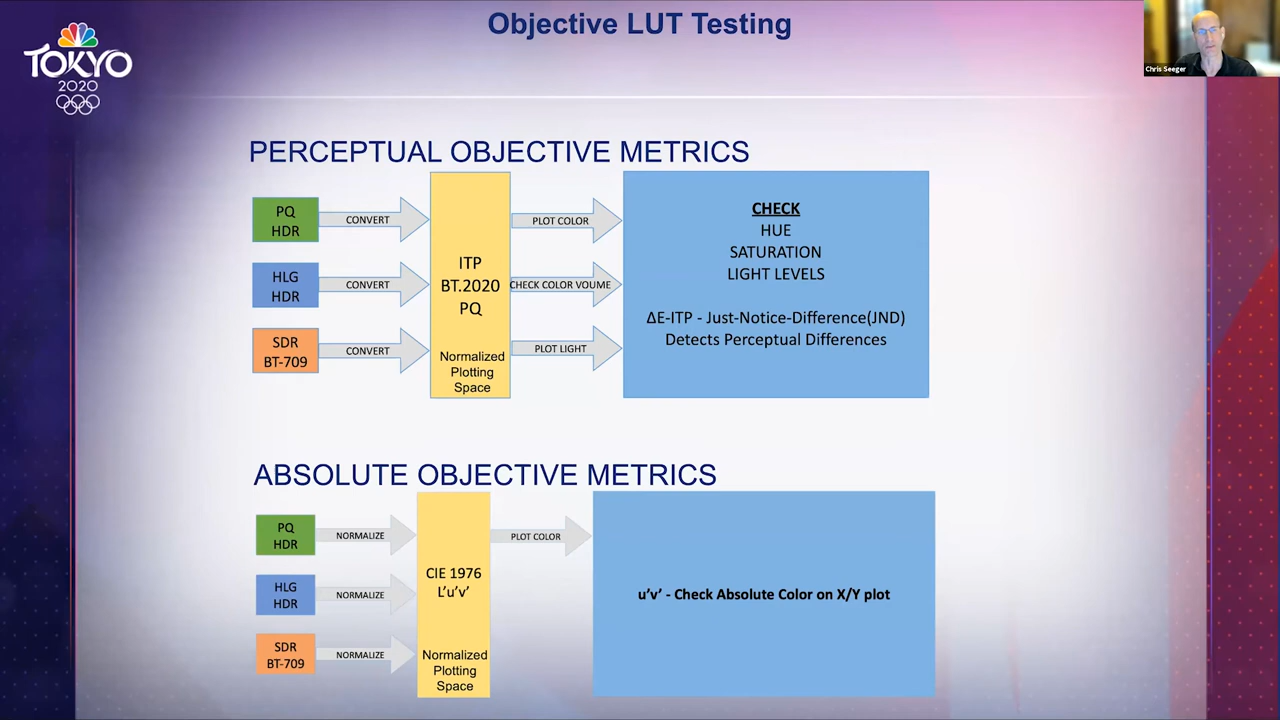 Objective LUT Testing
Chris Seeger
TOKYO
2020
PERCEPTUAL OBJECTIVE METRICS
PQ
HDR
CONVERT
HLG
HDR
CONVERT
SDR
BT-709
CONVERT
ITP
BT.2020
PQ
Normalized
Plotting
Space
PLOT COLOR
CHECK COLOR VOUME
PLOT LIGHT
CHECK
HUE
SATURATION
LIGHT LEVELS
ΔE-ITP - Just-Notice-Difference(JND)
Detects Perceptual Differences
ABSOLUTE OBJECTIVE METRICS
PQ
HDR
NORMALIZE
HLG
HDR
NORMALIZE
SDR
BT-709
NORMALIZE
CIE 1976
L'u'v'
Normalized
Plotting
Space
PLOT COLOR
u'v' - Check Absolute Color on X/Y plot